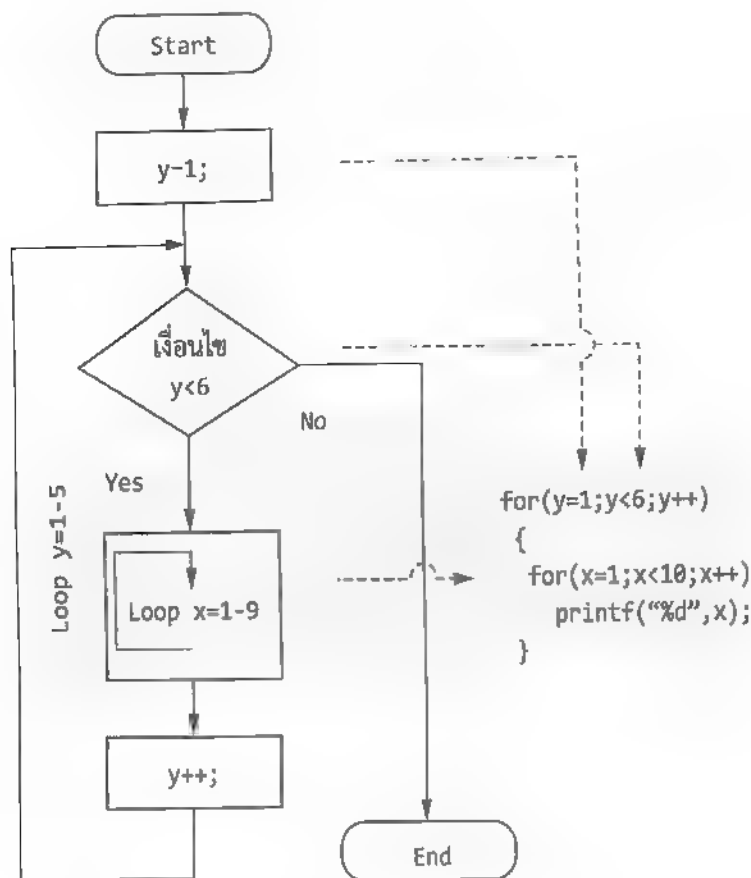 Start
y-1;
เงื่อนไข
y<6
No
Yes
Loop y=1-5
Loop x=1-9
y++;
End
for(y=1;y<6;y++)
{
for(x=1;x<10;x++)
printf(“%d”,x);
}